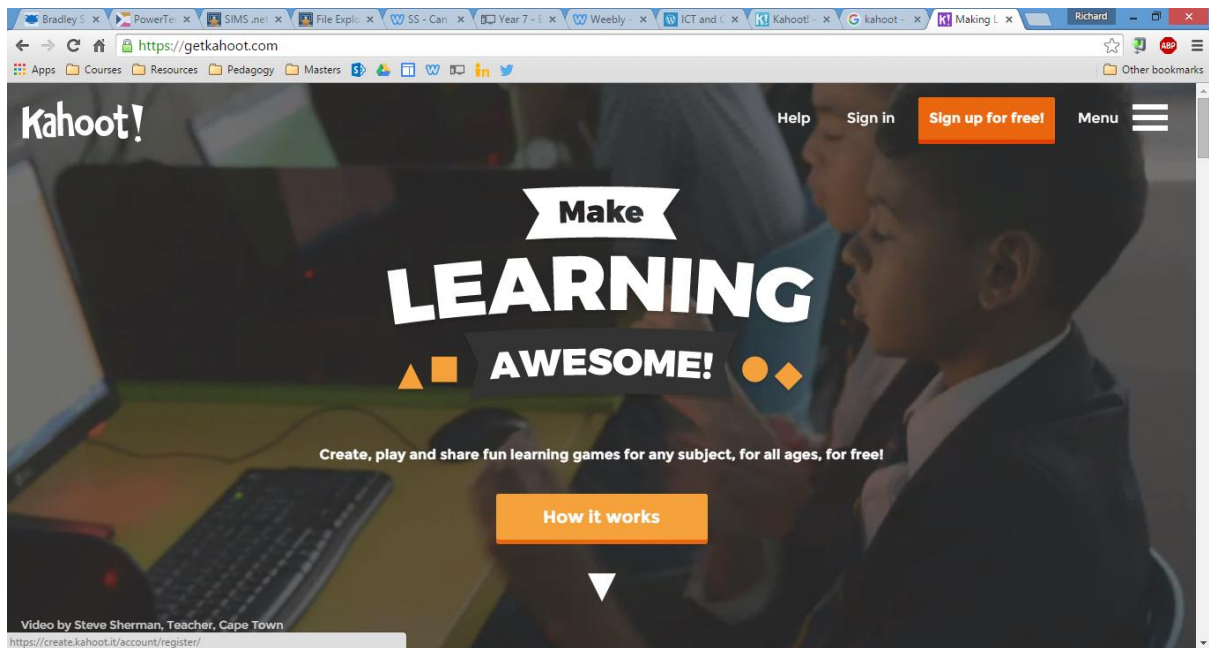 Bradley S
PowerTe
SIMS .net
File Explo
SS - Can
Year 7 - E
Weebly -
ICT and C
Kahoot! -
kahoot -
Making L
Richard
https://getkahoot.com
ABP
Apps
Courses
Resources
Pedagogy
Masters
Other bookmarks
Kahoot!
Help
Sign in
Sign up for free!
Menu
Make
LEARNING
AWESOME!
Create, play and share fun learning games for any subject, for all ages, for free!
How it works
Video by Steve Sherman, Teacher, Cape Town
https://create.kahoot.it/account/register/